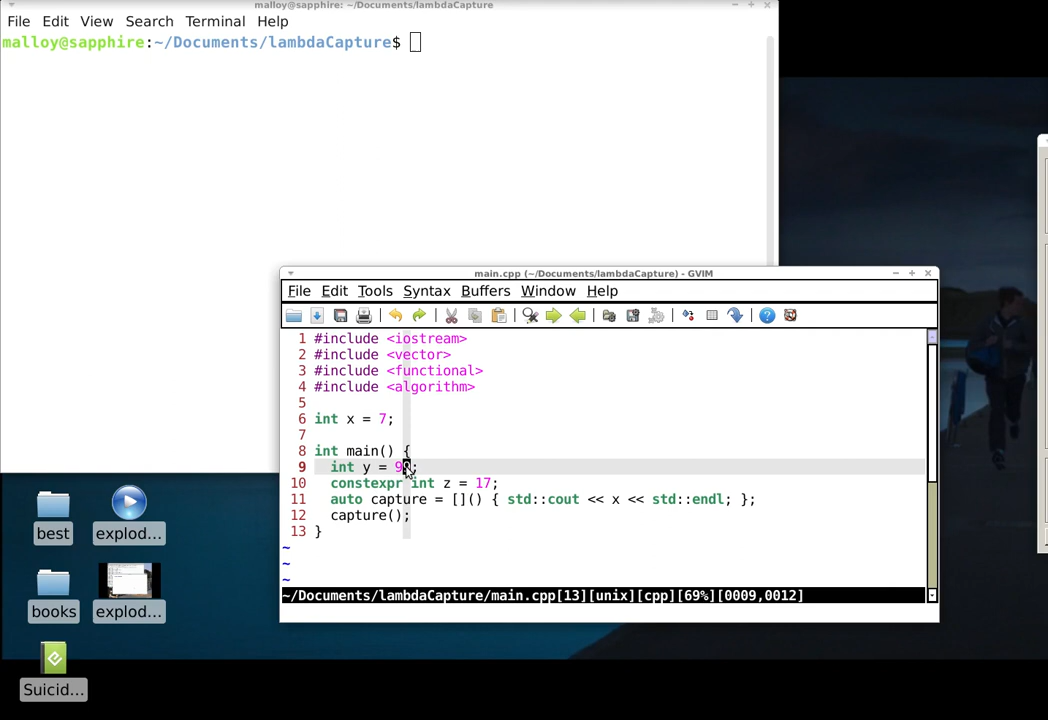 malloy@sapphire: ~/Documents/lambdaCapture
File Edit View Search Terminal Help
malloy@sapphire:~/Documents/lambdaCapture$
main.cpp (~/Documents/lambdaCapture) - GVIM
File Edit Tools Syntax Buffers Window Help
1 #include <iostream>
2 #include <vector>
3 #include <functional>
4 #include <algorithm>
5
6 int x = 7;
7
8 int main() {
9 int y = 
10 constexpr int z = 17;
11 auto capture = []() { std::cout << x << std::endl; };
12 capture();
13 }
~
~
~
~/Documents/lambdaCapture/main.cpp[13][unix][cpp][69%][0009,0012]
best
explod...
books
explod...
Suicid...